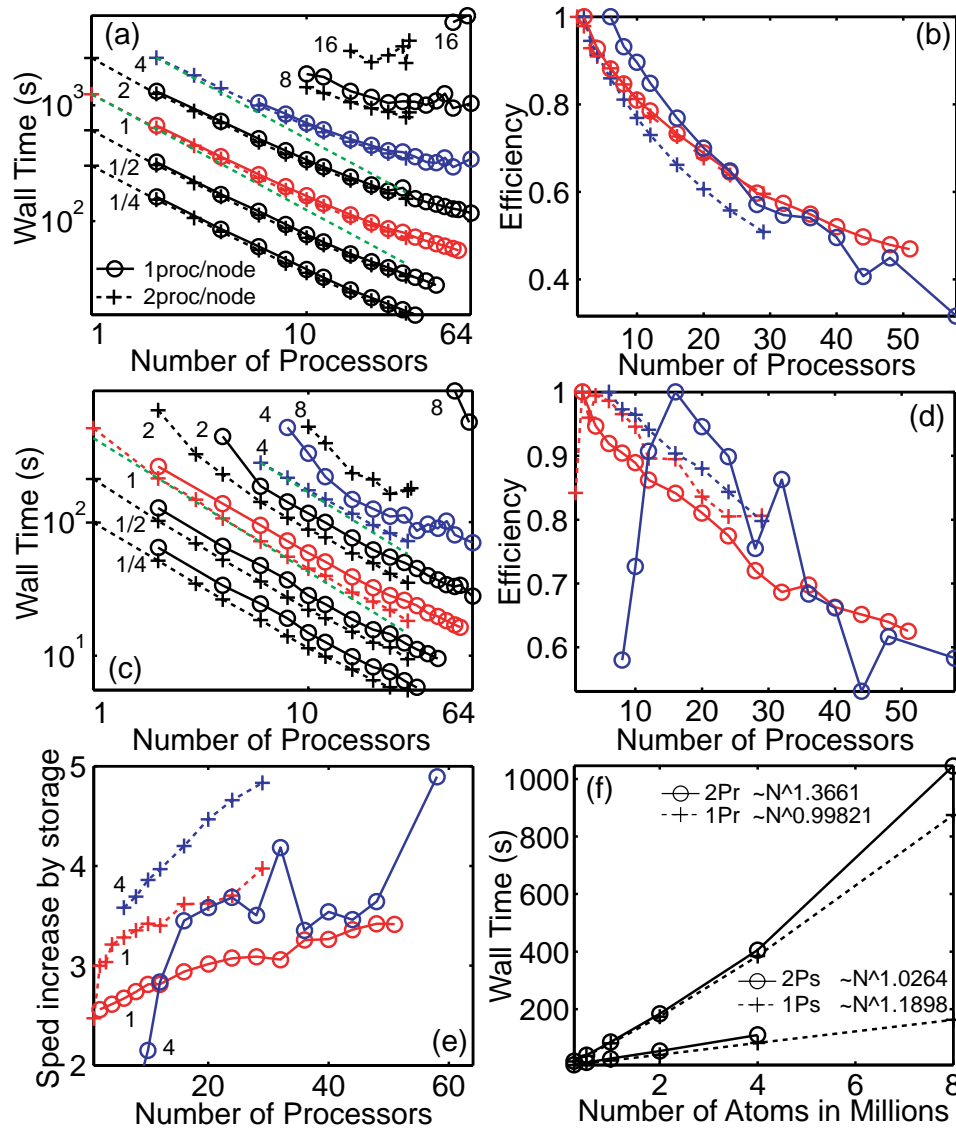 (a)
16
16
4
8
2
1
1/2
1/4
1proc/node
2proc/node
Wall Time (s)
10^3
10^2
1
10
64
Number of Processors
(b)
Efficiency
1
0.8
0.6
0.4
10
20
30
40
50
Number of Processors
(c)
8
8
2
2
4
4
1
1/2
1/4
Wall Time (s)
10^2
10^1
1
10
64
Number of Processors
(d)
Efficiency
1
0.9
0.8
0.7
0.6
10
20
30
40
50
Number of Processors
(e)
Sped increase by storage
5
4
3
2
4
1
1
4
20
40
60
Number of Processors
(f)
2Pr ~N^1.3661
1Pr ~N^0.99821
2Ps ~N^1.0264
1Ps ~N^1.1898
Wall Time (s)
1000
800
600
400
200
2
4
6
8
Number of Atoms in Millions